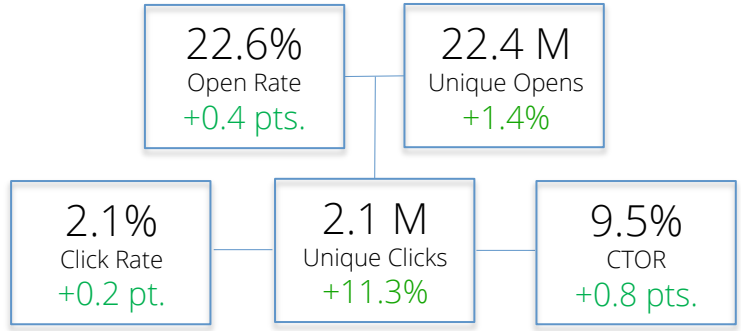 22.6%
Open Rate
+0.4 pts.
22.4 M
Unique Opens
+1.4%
2.1%
Click Rate
+0.2 pt.
2.1 M
Unique Clicks
+11.3%
9.5%
CTOR
+0.8 pts.